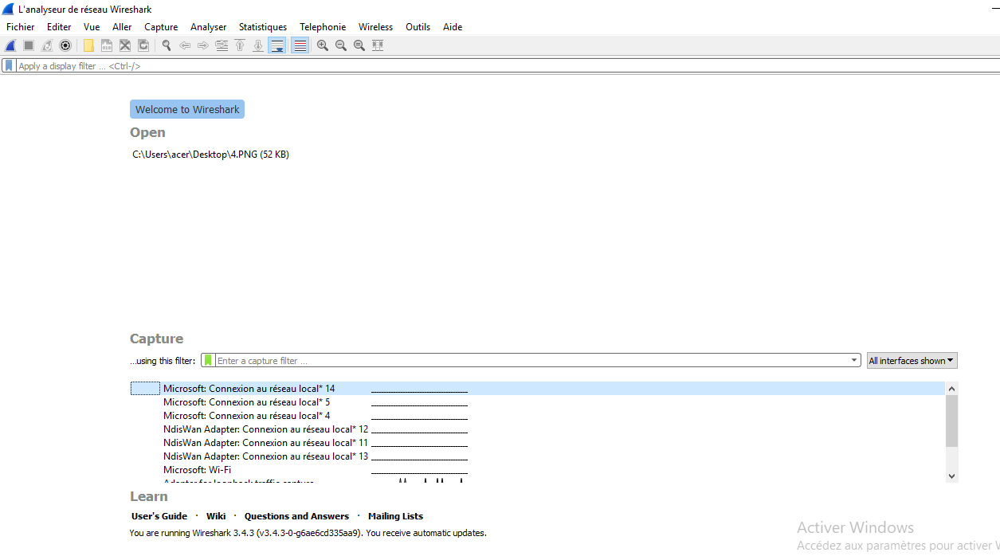 L'analyseur de réseau Wireshark
Fichier Editer Vue Aller Capture Analyser Statistiques Telephonie Wireless Outils Aide
Apply a display filter ... <Ctrl-/>
Welcome to Wireshark
Open
C:\Users\acer\Desktop\4.PNG (52 KB)
Capture
...using this filter: Enter a capture filter ... All interfaces shown
Microsoft: Connexion au réseau local* 14
Microsoft: Connexion au réseau local* 5
Microsoft: Connexion au réseau local* 4
NdisWan Adapter: Connexion au réseau local* 12
NdisWan Adapter: Connexion au réseau local* 11
NdisWan Adapter: Connexion au réseau local* 13
Microsoft: Wi-Fi
Adapter for loopback traffic capture
Learn
User's Guide · Wiki · Questions and Answers · Mailing Lists
You are running Wireshark 3.4.3 (v3.4.3-0-g6ae6cd335aa9). You receive automatic updates.
Activer Windows
Accédez aux paramètres pour activer